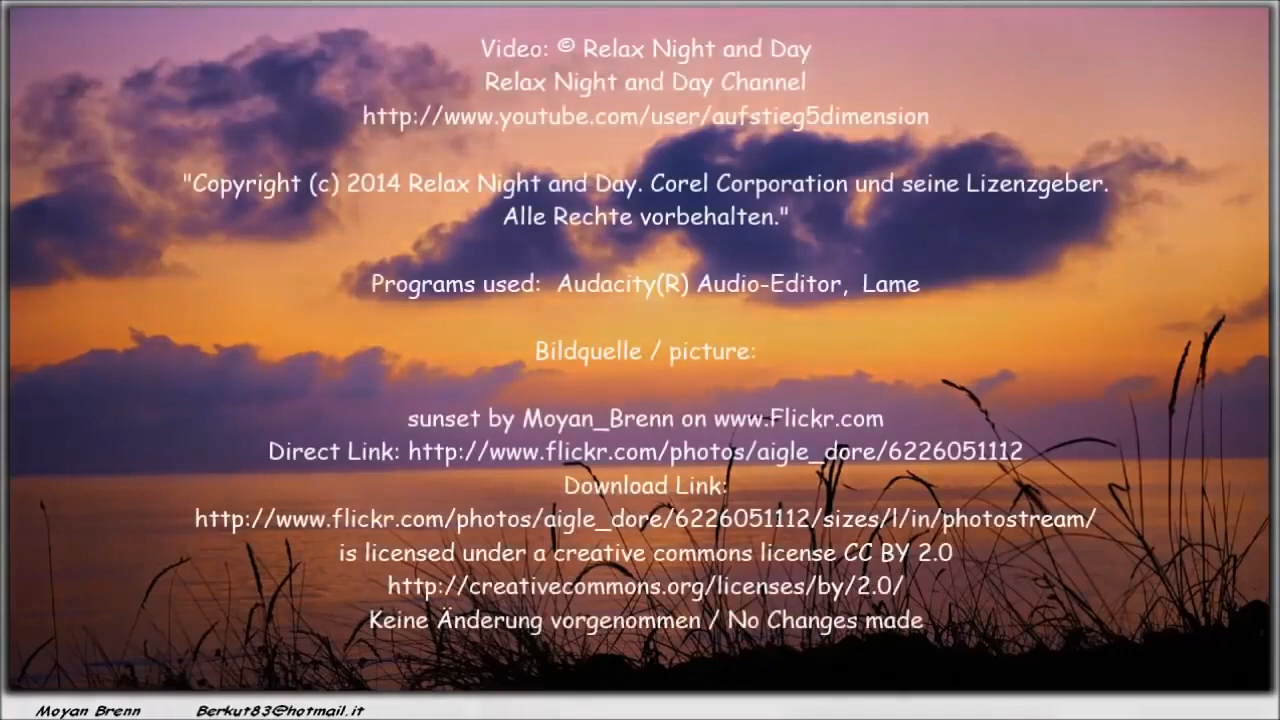 Video: © Relax Night and Day
Relax Night and Day Channel
http://www.youtube.com/user/aufstieg5dimension
"Copyright (c) 2014 Relax Night and Day. Corel Corporation und seine Lizenzgeber.
Alle Rechte vorbehalten."
Programs used:  Audacity(R) Audio-Editor,  Lame
Bildquelle / picture:
sunset by Moyan_Brenn on www.Flickr.com
Direct Link: http://www.flickr.com/photos/aigle_dore/6226051112
Download Link:
http://www.flickr.com/photos/aigle_dore/6226051112/sizes/l/in/photostream/
is licensed under a creative commons license CC BY 2.0
http://creativecommons.org/licenses/by/2.0/
Keine Änderung vorgenommen / No Changes made
Moyan Brenn Berkut83@hotmail.it